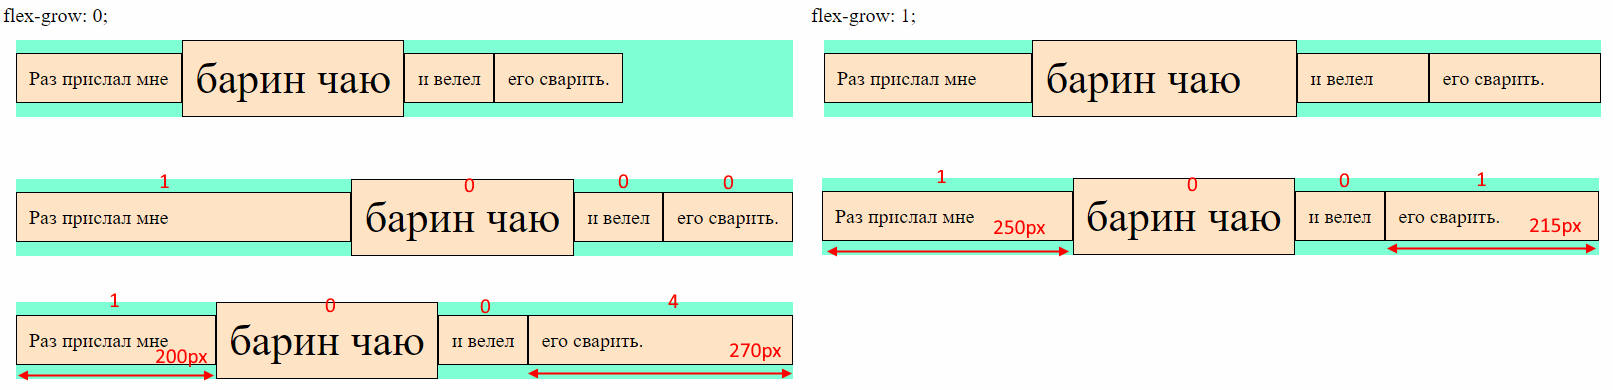 flex-grow: 0;
Раз прислал мне барин чаю и велел его сварить.
1 0 0 0
Раз прислал мне барин чаю и велел его сварить.
1 0 0 4
Раз прислал мне барин чаю и велел его сварить.
200px 270px
flex-grow: 1;
Раз прислал мне барин чаю и велел его сварить.
1 0 0 1
Раз прислал мне барин чаю и велел его сварить.
250px 215px